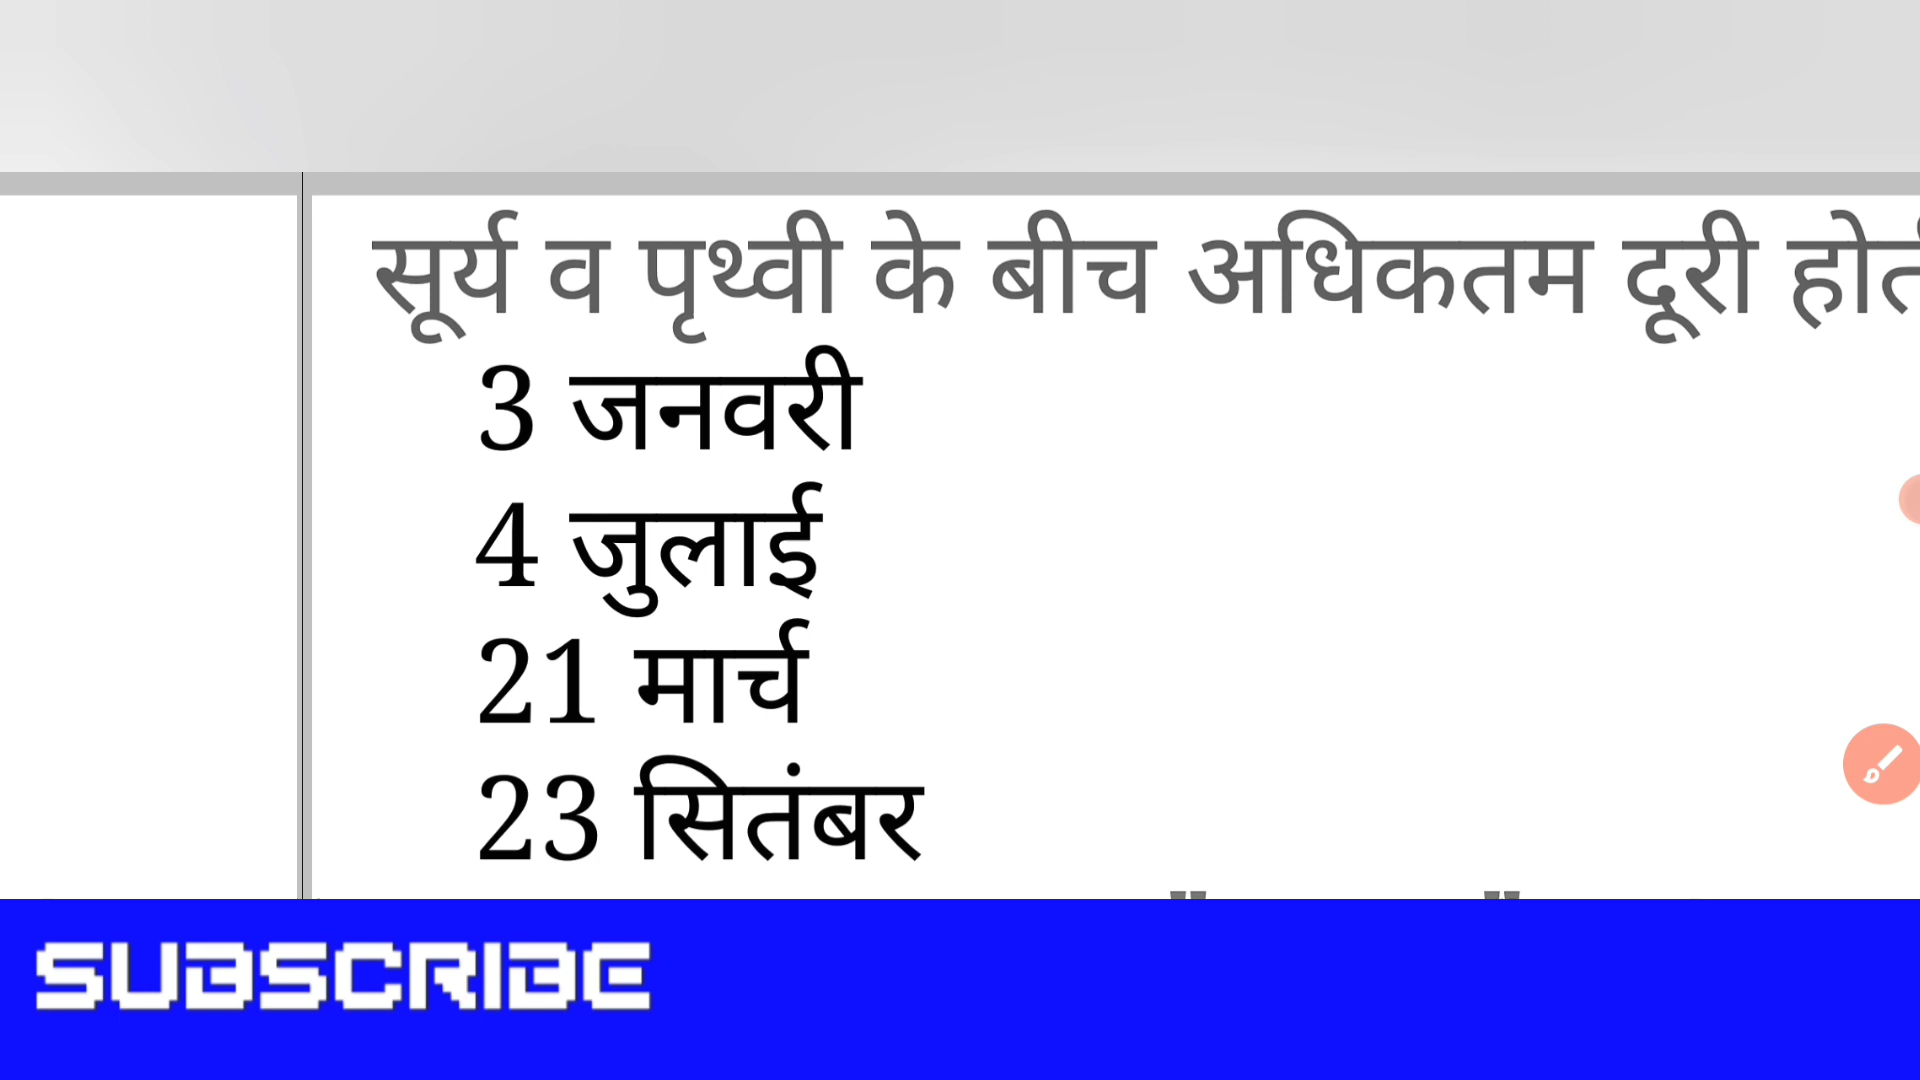 सूर्य व पृथ्वी के बीच अधिकतम दूरी
3 जनवरी
4 जुलाई
21 मार्च
23 सितंबर
SUBSCRIBE